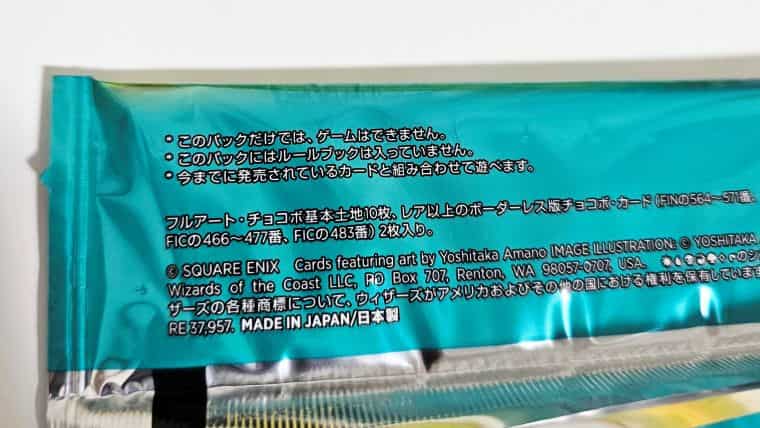 * このパックだけでは、ゲームはできません。
* このパックにはルールブックは入っていません。
* 今までに発売されているカードと組み合わせて遊べます。
フルアート・チョコボ基本土地10枚、レア以上のボーダーレス版チョコボ・カード (FINの564～571番、
FICの466～477番、FICの483番) 2枚入り。
© SQUARE ENIX Cards featuring art by Yoshitaka Amano IMAGE ILLUSTRATION: © YOSHITAKA
Wizards of the Coast LLC, PO Box 707, Renton, WA 98057-0707, USA. のシ
ザーズの各種商標について、ウィザーズがアメリカおよびその他の国における権利を保有しています
RE 37,957. MADE IN JAPAN/日本製